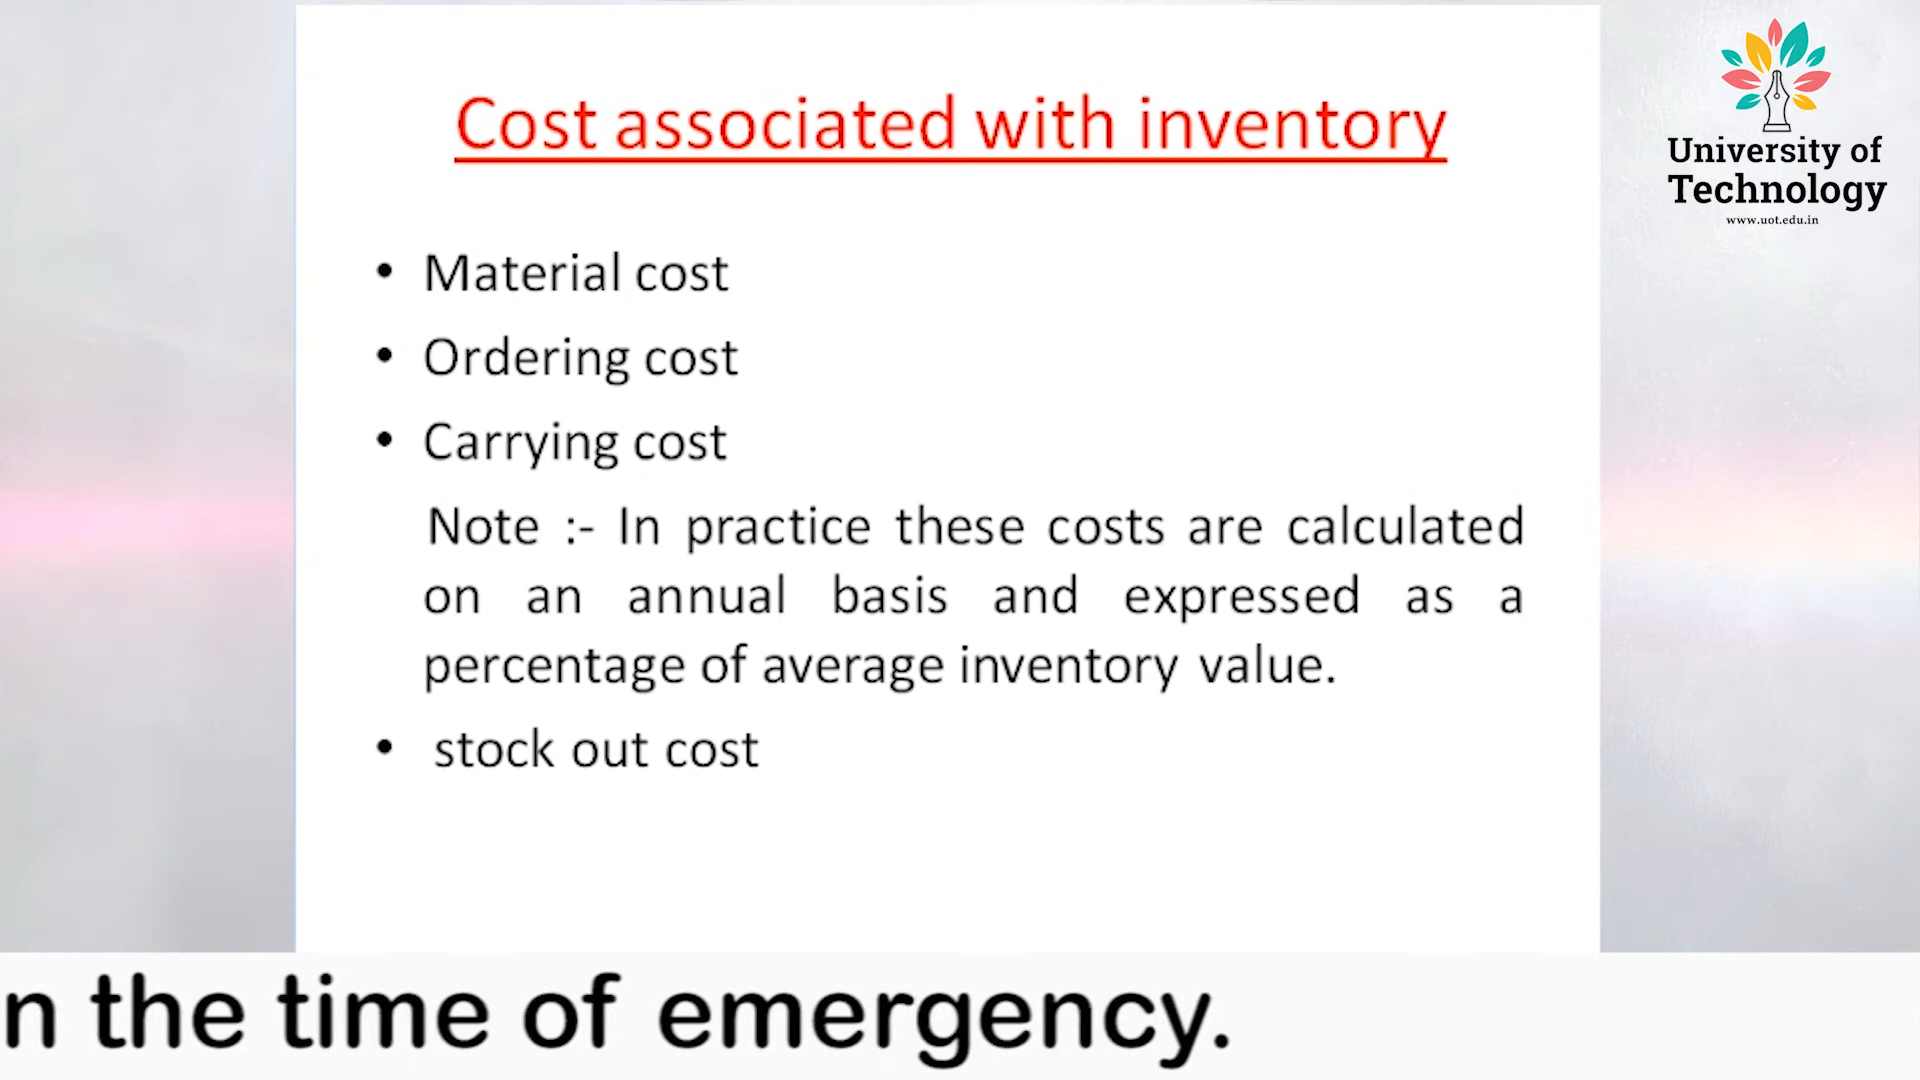 Cost associated with inventory
University of
Technology
www.uot.edu.in
• Material cost
• Ordering cost
• Carrying cost
Note :- In practice these costs are calculated
on an annual basis and expressed as a
percentage of average inventory value.
• stock out cost
n the time of emergency.